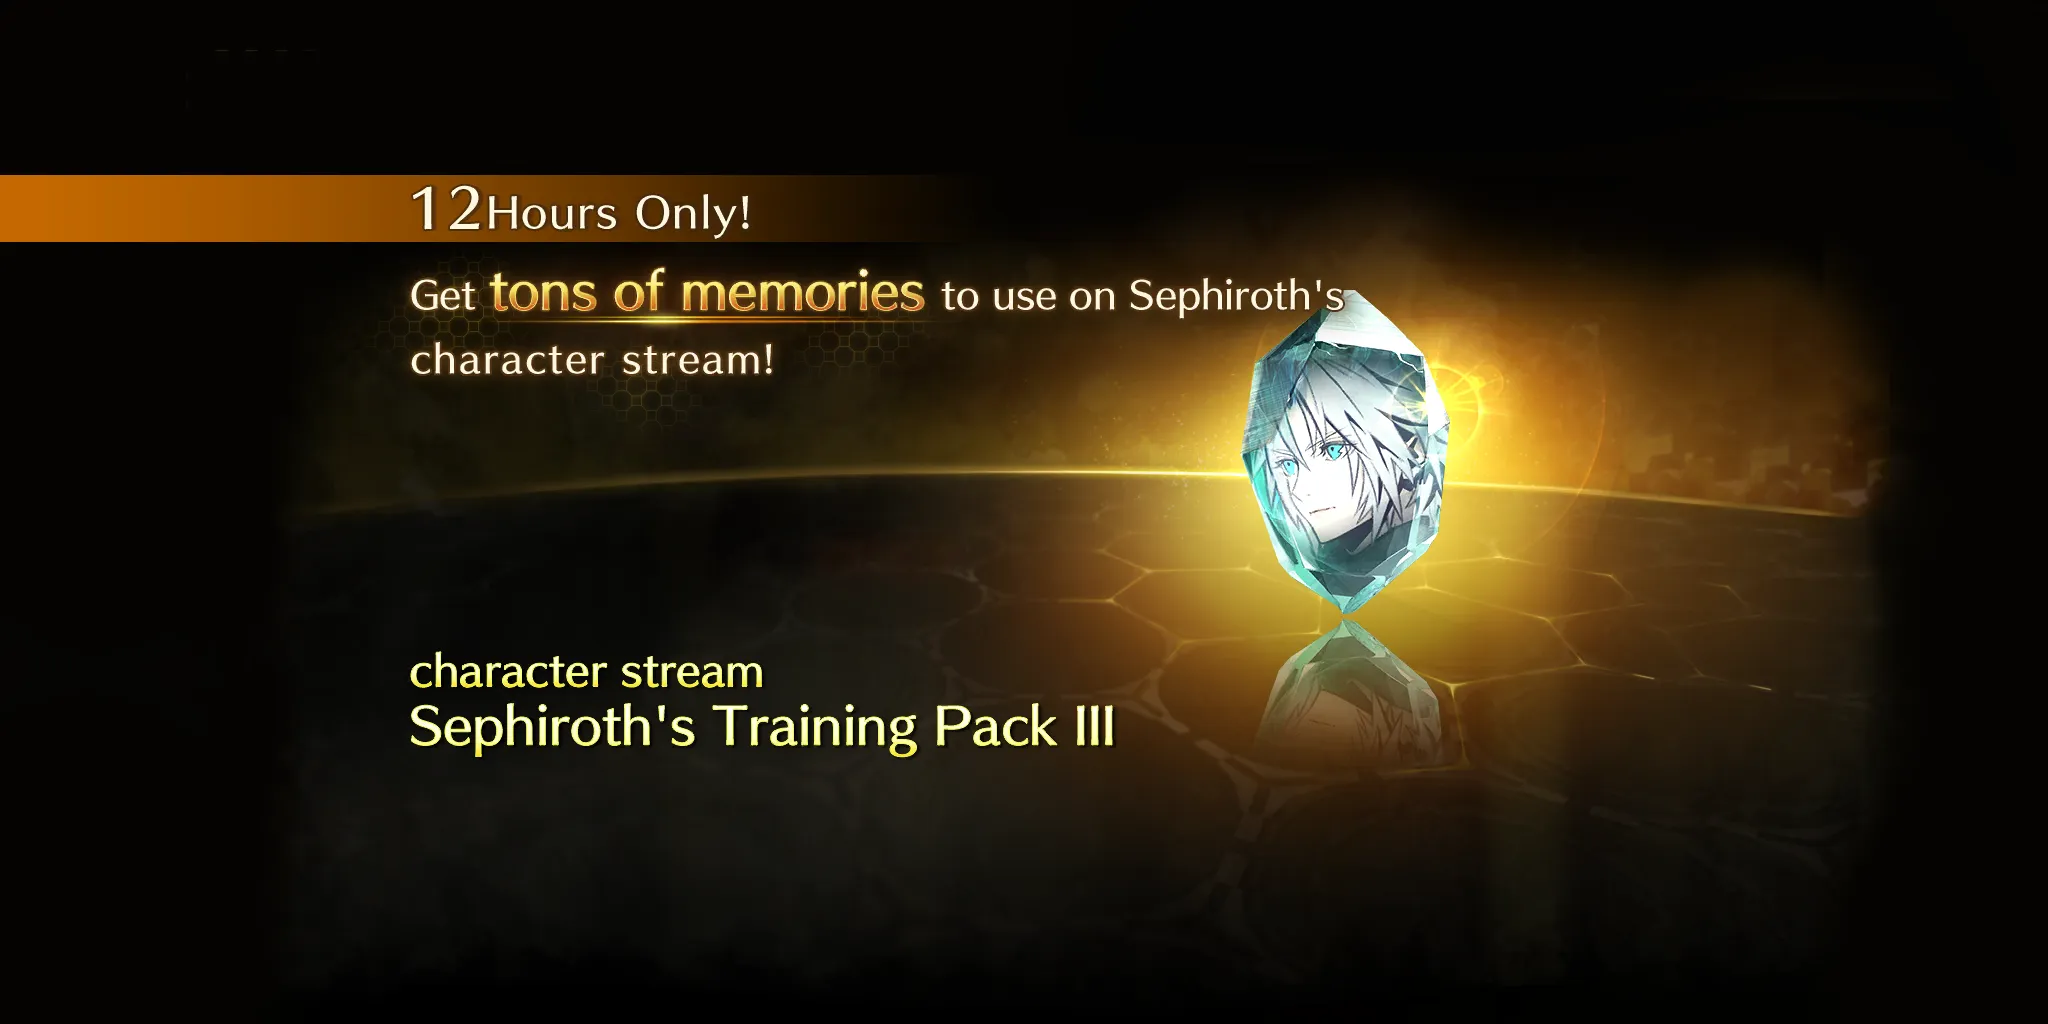 12Hours Only!
Get tons of memories to use on Sephiroth's
character stream!
character stream
Sephiroth's Training Pack III